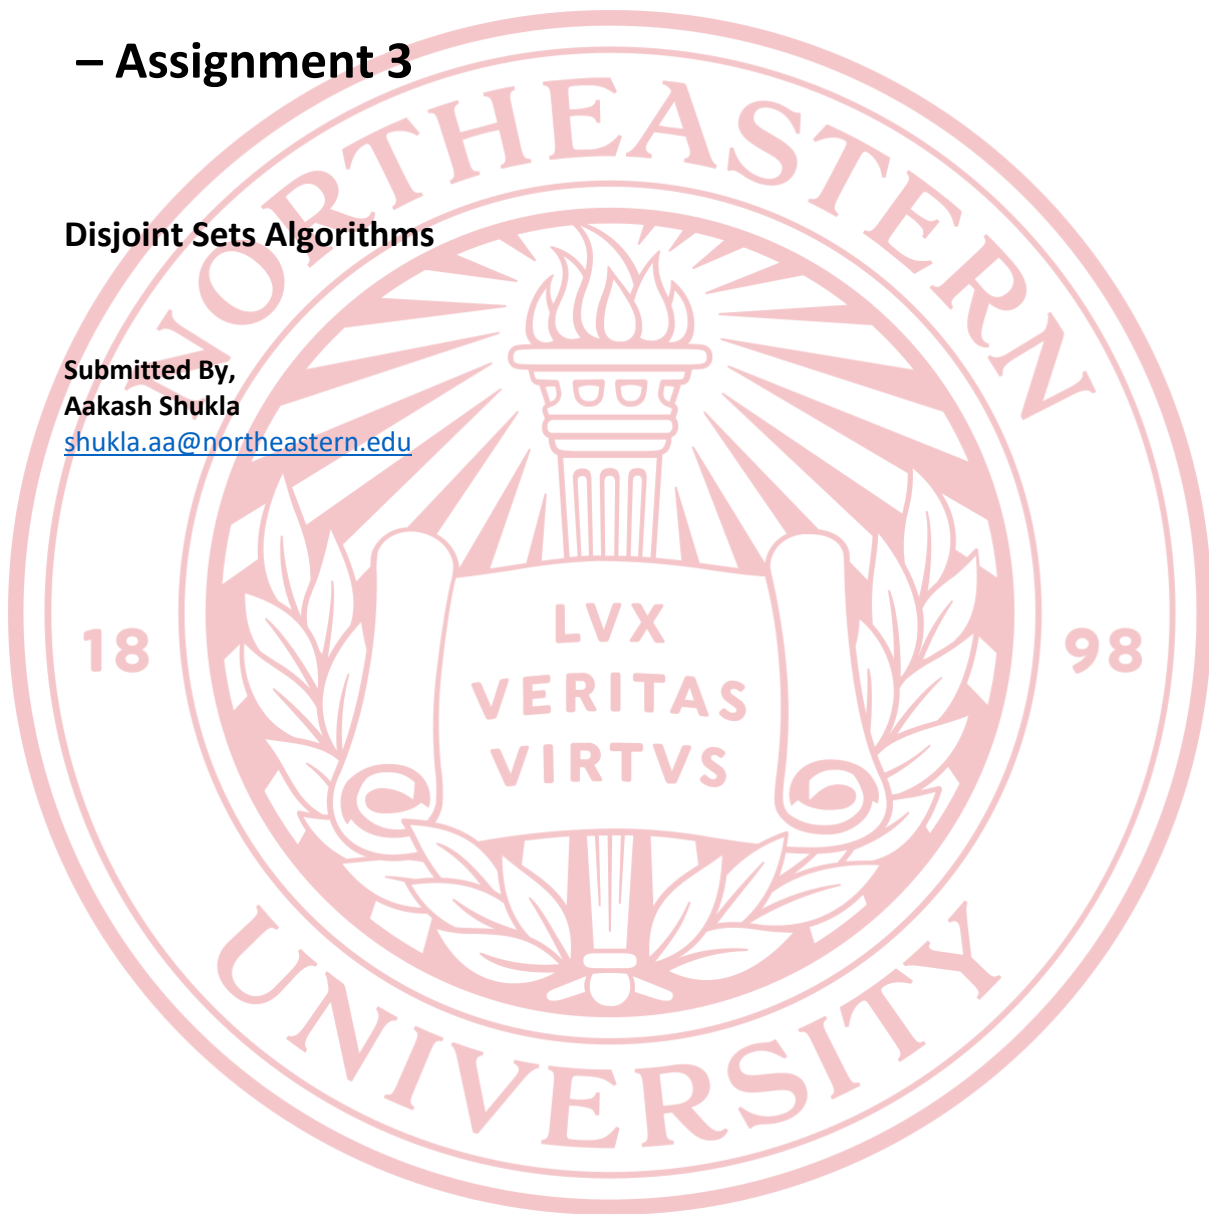 – Assignment 3
Disjoint Sets Algorithms
Submitted By,
Aakash Shukla
shukla.aa@northeastern.edu
NORTHEASTERN
18
98
LVX
VERITAS
VIRTVS
UNIVERSITY